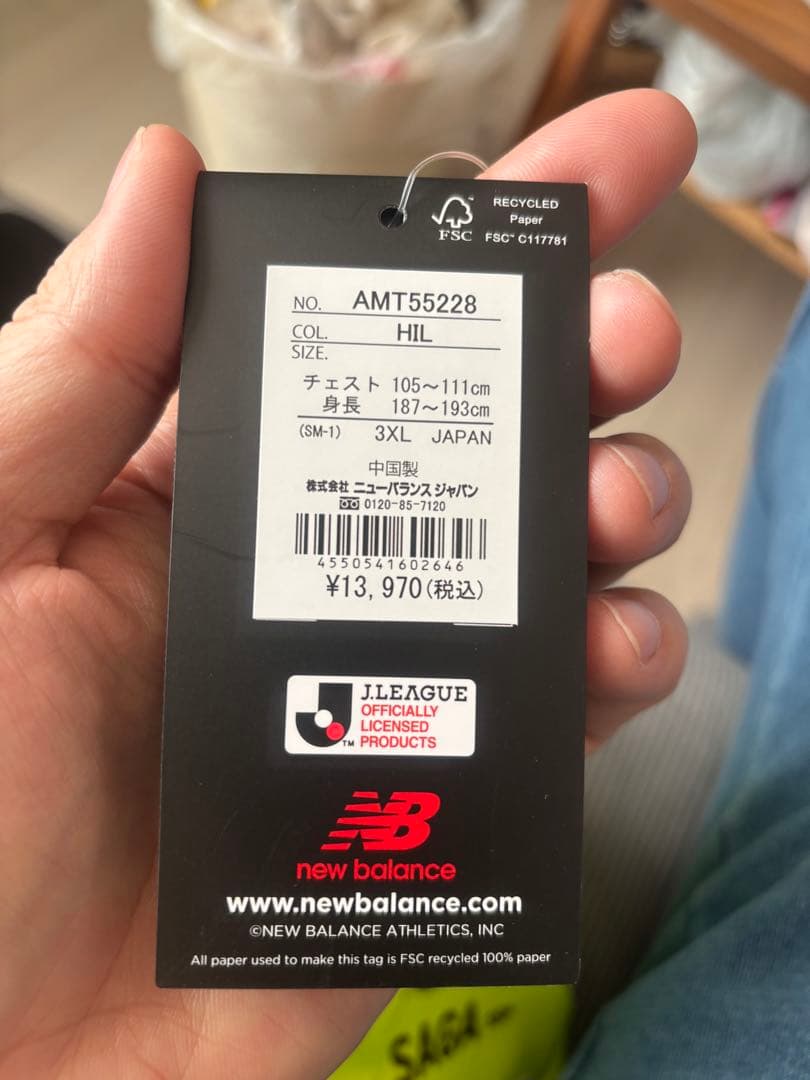 RECYCLED
Paper
FSC™ C117781
FSC
NO. AMT55228
COL. HIL
SIZE.
チェスト 105～111cm
身長 187～193cm
(SM-1) 3XL JAPAN
中国製
株式会社 ニューバランス ジャパン
0120-85-7120
4550541602646
¥13,970(税込)
J.LEAGUE
OFFICIALLY
LICENSED
PRODUCTS
TM
NB
new balance
www.newbalance.com
©NEW BALANCE ATHLETICS, INC
All paper used to make this tag is FSC recycled 100% paper
SAGA